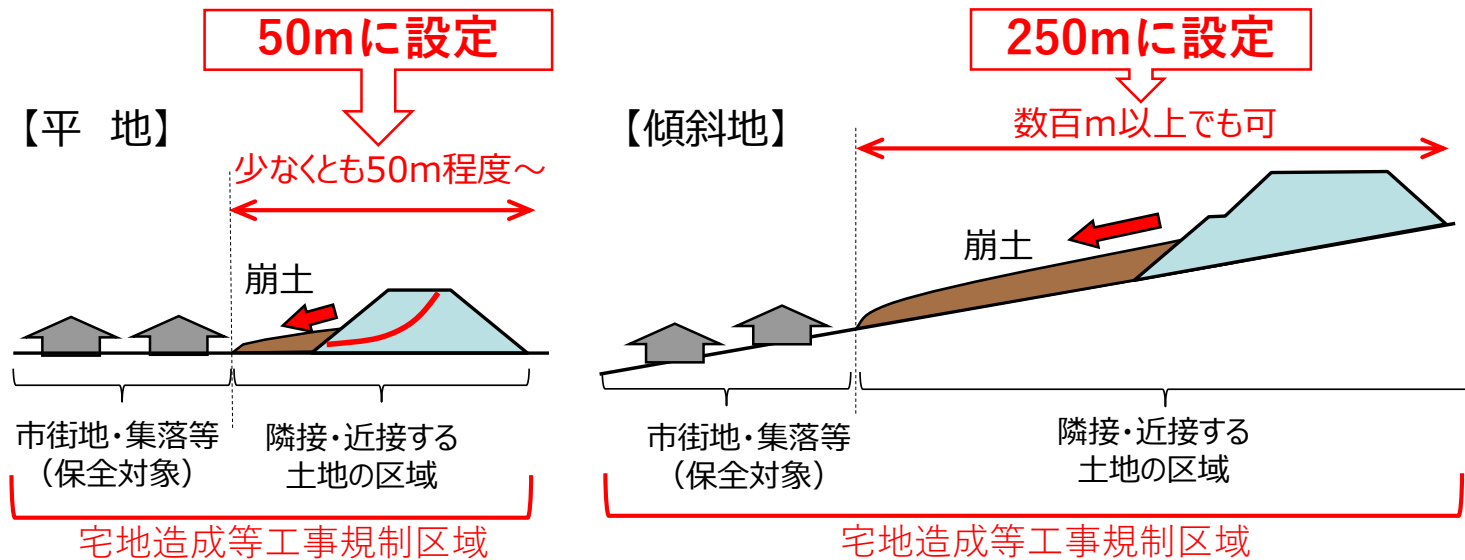 50mに設定
【平　地】
少なくとも50m程度～
崩土
市街地・集落等
（保全対象）
隣接・近接する
土地の区域
宅地造成等工事規制区域
250mに設定
【傾斜地】
数百m以上でも可
崩土
市街地・集落等
（保全対象）
隣接・近接する
土地の区域
宅地造成等工事規制区域